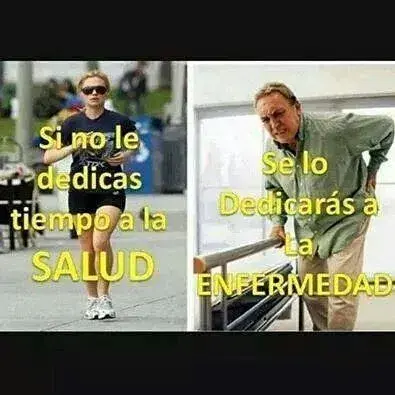 Si no le
dedicas
tiempo a la
SALUD
Se lo
Dedicarás a
La
ENFERMEDAD